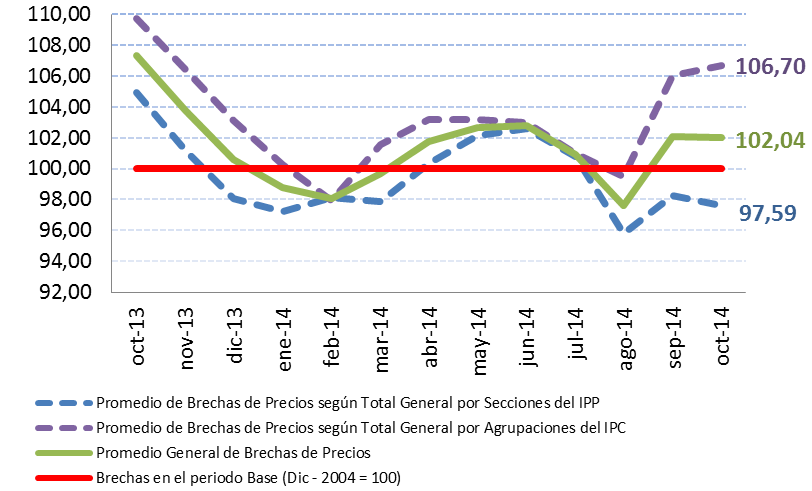 110,00
108,00
106,00
104,00
102,00
100,00
98,00
96,00
94,00
92,00
106,70
102,04
97,59
oct-13
nov-13
dic-13
ene-14
feb-14
mar-14
abr-14
may-14
jun-14
jul-14
ago-14
sep-14
oct-14
Promedio de Brechas de Precios según Total General por Secciones del IPP
Promedio de Brechas de Precios según Total General por Agrupaciones del IPC
Promedio General de Brechas de Precios
Brechas en el periodo Base (Dic - 2004 = 100)